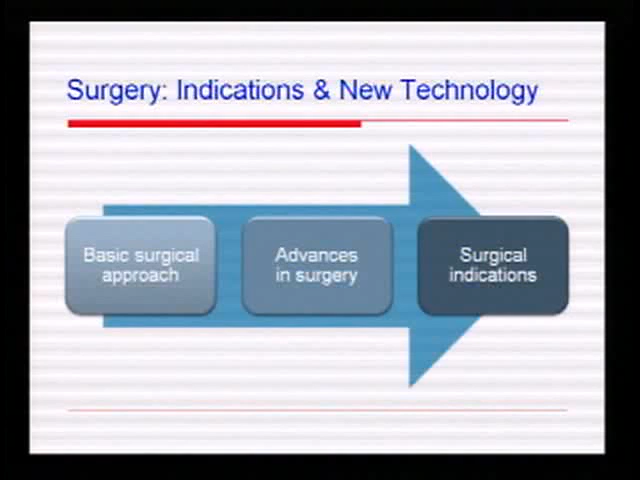 Surgery: Indications & New Technology
Basic surgical
approach
Advances
in surgery
Surgical
indications